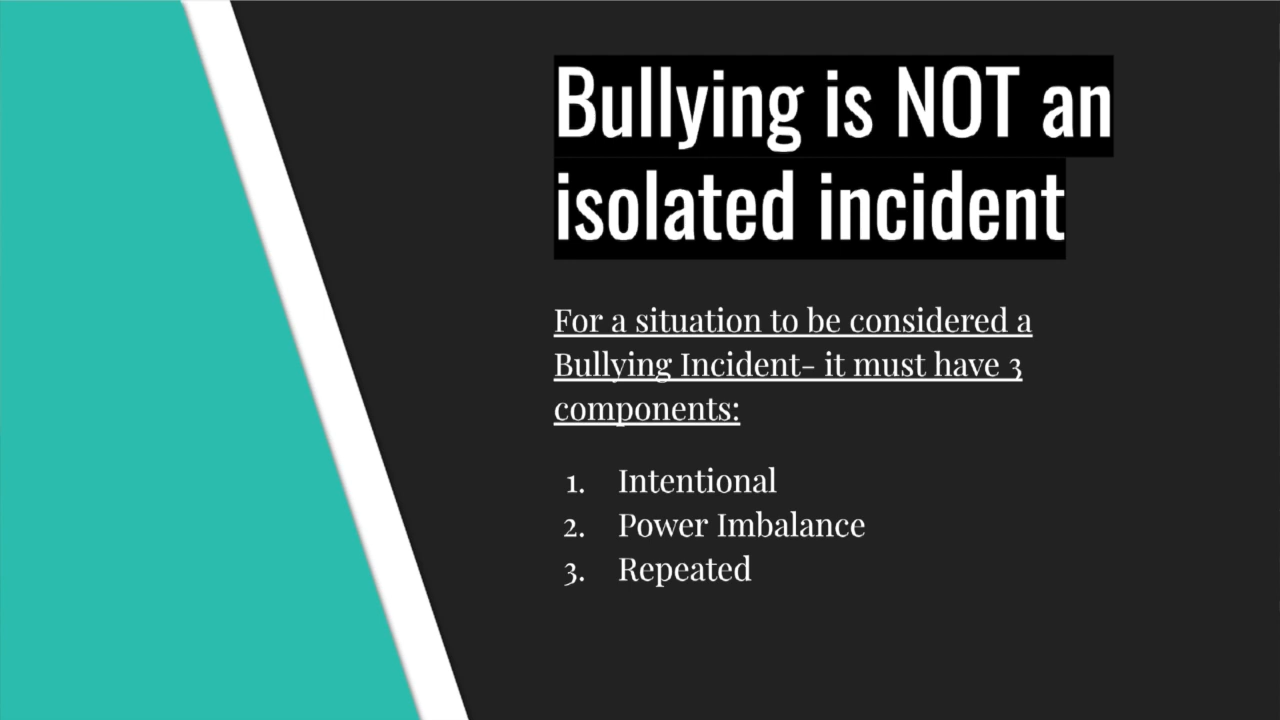 Bullying is NOT an
isolated incident
For a situation to be considered a
Bullying Incident- it must have 3
components:
1. Intentional
2. Power Imbalance
3. Repeated